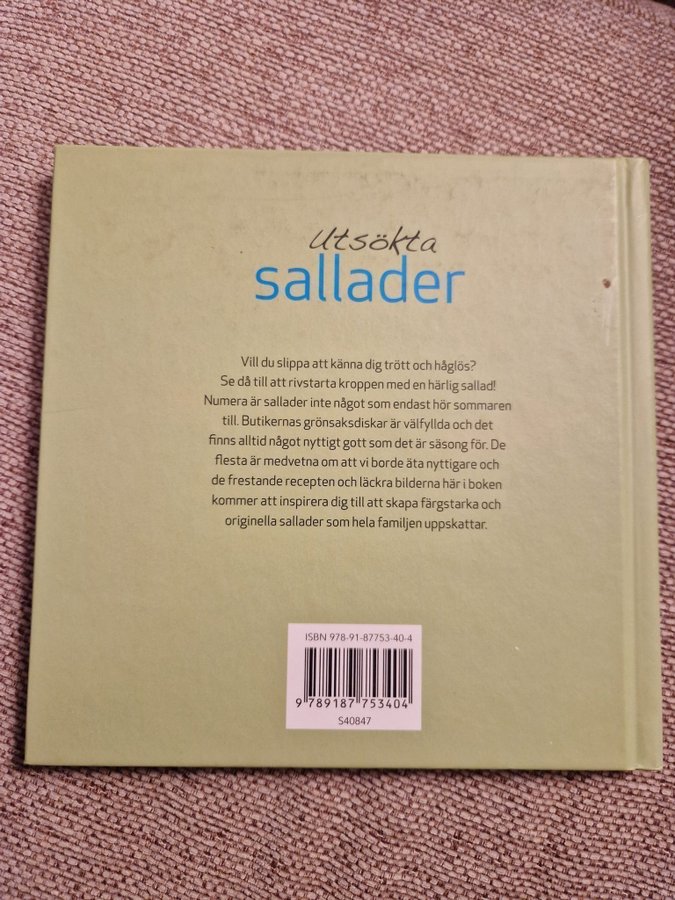 Utsökta
sallader
Vill du slippa att känna dig trött och håglös?
Se då till att rivstarta kroppen med en härlig sallad!
Numera är sallader inte något som endast hör sommaren
till. Butikernas grönsaksdiskar är välfyllda och det
finns alltid något nyttigt gott som det är säsong för. De
flesta är medvetna om att vi borde äta nyttigare och
de frestande recepten och läckra bilderna här i boken
kommer att inspirera dig till att skapa färgstarka och
originella sallader som hela familjen uppskattar.
ISBN 978-91-87753-40-4
9 789187 753404
S40847